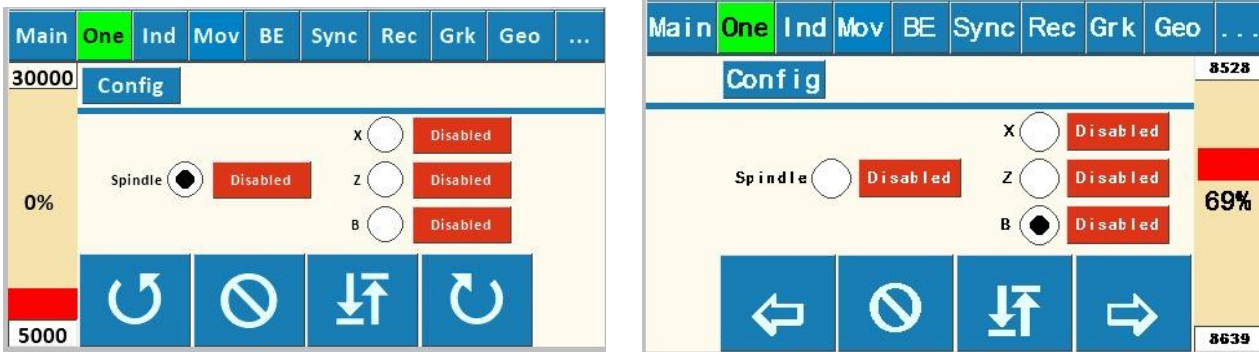 Main One Ind Mov BE Sync Rec Grk Geo ...
30000 Config
X Disabled
Spindle Disabled Z Disabled
0%
B Disabled
5000
Main One Ind Mov BE Sync Rec Grk Geo ...
Config 8528
X Disabled
Spindle Disabled Z Disabled
69%
B Disabled
8639